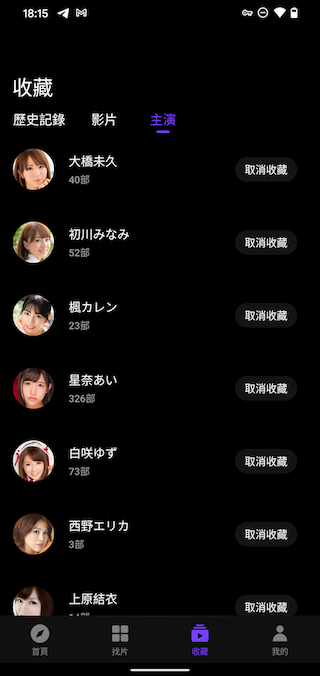 18:15
收藏
歷史記錄 影片 主演
大橋未久
40部
取消收藏
初川みなみ
52部
取消收藏
楓カレン
23部
取消收藏
星奈あい
326部
取消收藏
白咲ゆず
73部
取消收藏
西野エリカ
3部
取消收藏
上原結衣
取消收藏
首頁 找片 收藏 我的